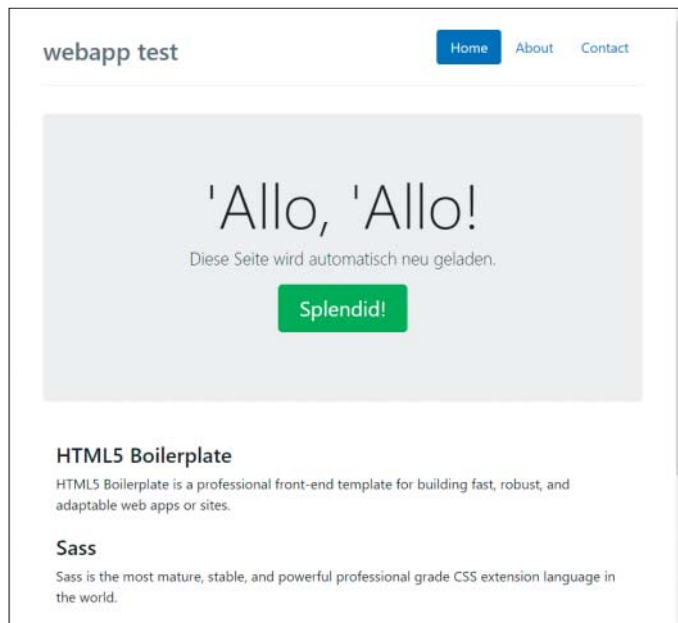 webapp test
Home About Contact
'Allo, 'Allo!
Diese Seite wird automatisch neu geladen.
Splendid!
HTML5 Boilerplate
HTML5 Boilerplate is a professional front-end template for building fast, robust, and
adaptable web apps or sites.
Sass
Sass is the most mature, stable, and powerful professional grade CSS extension language in
the world.